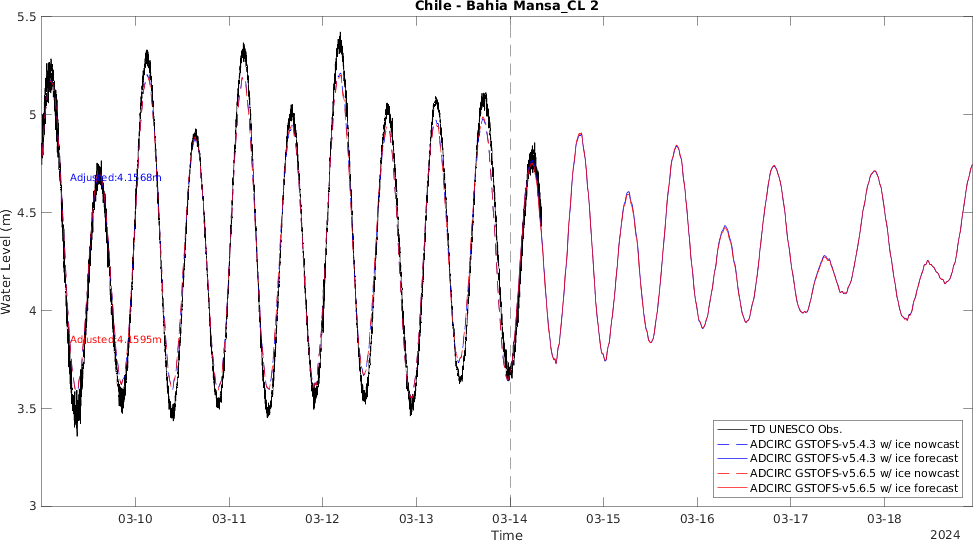 Chile - Bahia Mansa_CL 2
5.5
5
4.5
4
3.5
3
Water Level (m)
Adjusted:4.1568m
Adjusted:4.1595m
TD UNESCO Obs.
ADCIRC GSTOFS-v5.4.3 w/ ice nowcast
ADCIRC GSTOFS-v5.4.3 w/ ice forecast
ADCIRC GSTOFS-v5.6.5 w/ ice nowcast
ADCIRC GSTOFS-v5.6.5 w/ ice forecast
03-10 03-11 03-12 03-13 03-14 03-15 03-16 03-17 03-18
Time
2024